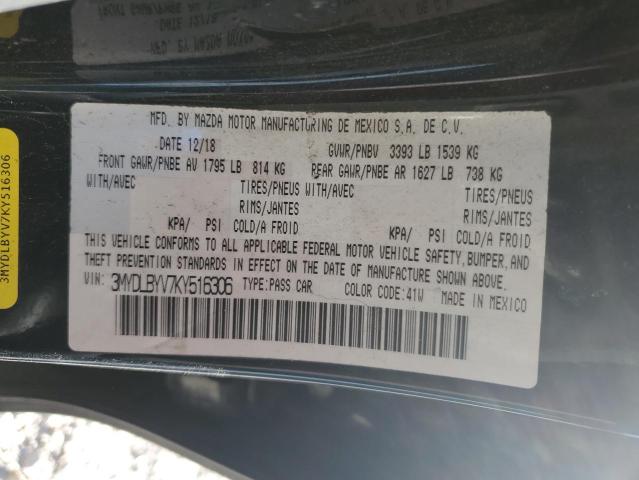 MFD. BY MAZDA MOTOR MANUFACTURING DE MEXICO S.A. DE C.V.
DATE 12/18 GVWR/PNBV 3393 LB 1539 KG
FRONT GAWR/PNBE AV 1795 LB 814 KG REAR GAWR/PNBE AR 1627 LB 738 KG
WITH/AVEC TIRES/PNEUS WITH/AVEC TIRES/PNEUS
RIMS/JANTES RIMS/JANTES
KPA/ PSI COLD/A FROID KPA/ PSI COLD/A FROID
THIS VEHICLE CONFORMS TO ALL APPLICABLE FEDERAL MOTOR VEHICLE SAFETY, BUMPER, AND
THEFT PREVENTION STANDARDS IN EFFECT ON THE DATE OF MANUFACTURE SHOWN ABOVE.
VIN: 3MYDLBYV7KY516306 TYPE:PASS CAR COLOR CODE:41W MADE IN MEXICO
3MYDLBYV7KY516306